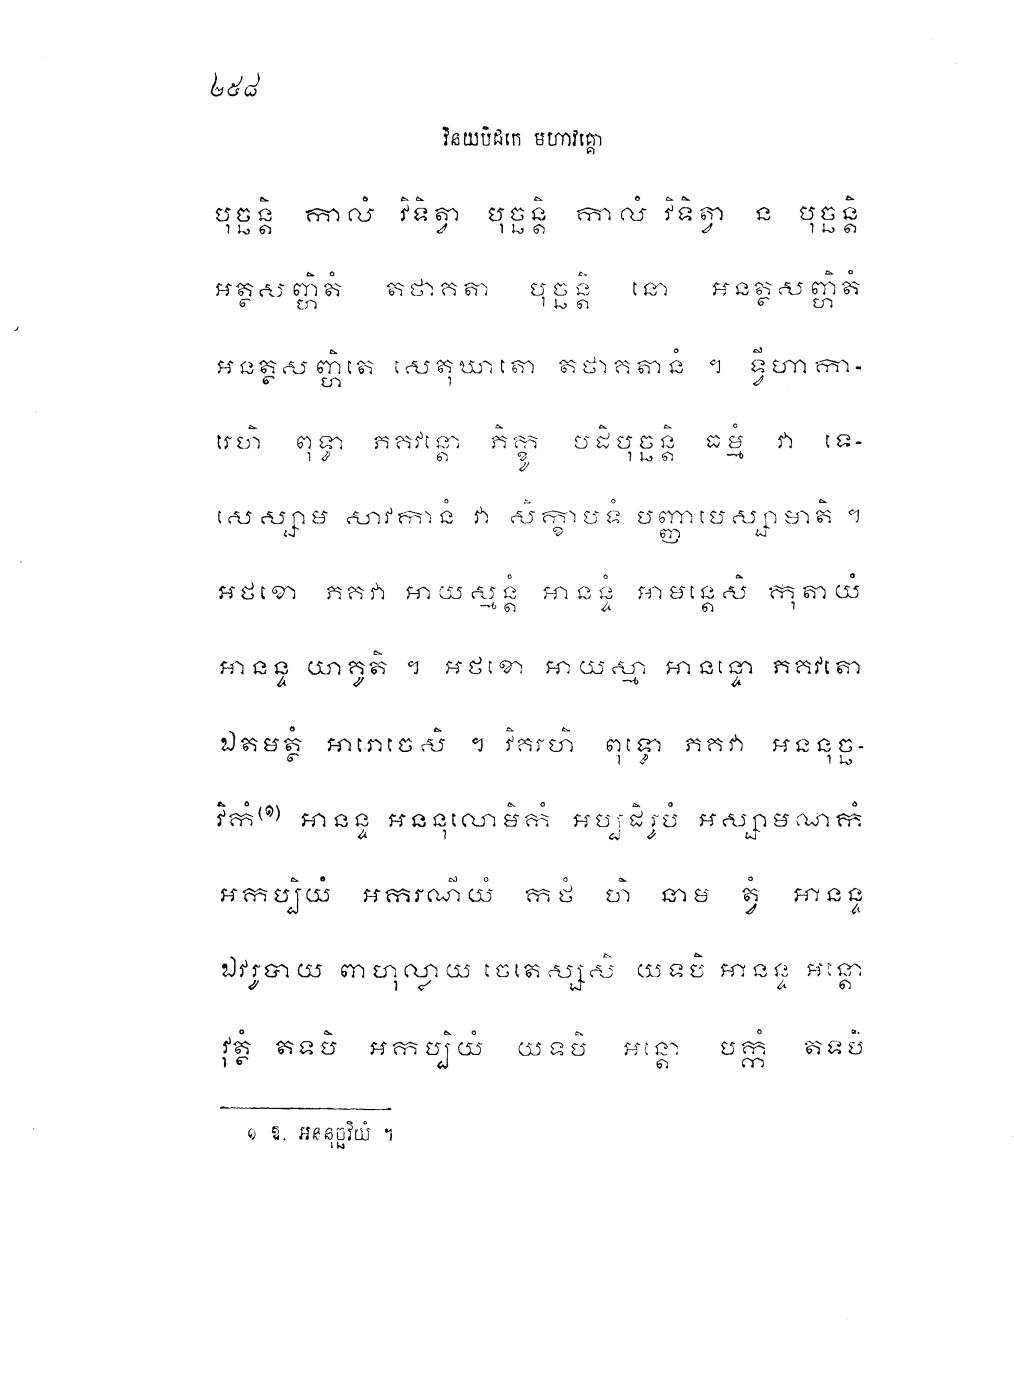 ២៥៨
វិនយបិដកេ មហាវគ្គោ
បុច្ឆន្តិ កាលំ វិទិត្វា បុច្ឆន្តិ កាលំ វិទិត្វា ន បុច្ឆន្តិ
អត្ថសញ្ហិតំ តថាគតា បុច្ឆន្តិ នោ អនត្ថសញ្ហិតំ
អនត្ថសញ្ហិតេ សេតុឃាតោ តថាគតានំ ។ ទ្វីហាកា-
រេហិ ពុទ្ធា ភគវន្តោ ភិក្ខូ បដិបុច្ឆន្តិ ធម្មំ វា ទេ-
សេស្សាម សាវកានំ វា សិក្ខាបទំ បញ្ញាបេស្សាមាតិ ។
អថខោ ភគវា អាយស្មន្តំ អានន្ទំ អាមន្តេសិ កុតាយំ
អានន្ទ យាគូតិ ។ អថខោ អាយស្មា អានន្ទោ ភគវតោ
ឯតមត្ថំ អារោចេសិ ។ វិគរហិ ពុទ្ធោ ភគវា អននុច្ឆ-
វិកំ(១) អានន្ទ អននុលោមិកំ អប្បដិរូបំ អស្សាមណកំ
អកប្បិយំ អករណីយំ កថំ ហិ នាម ត្វំ អានន្ទ
ឯវរូបាយ ពាហុល្លាយ ចេតេស្សសិ យទបិ អានន្ទ អន្តោ
វុត្ថំ តទបិ អកប្បិយំ យទបិ អន្តោ បក្កំ តទបិ
១ ឱ. អននុច្ឆវិយំ ។